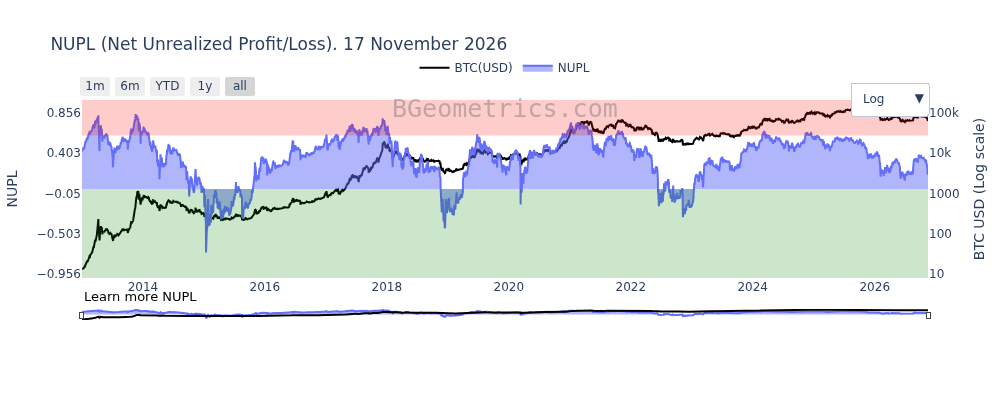 NUPL (Net Unrealized Profit/Loss). 17 November 2026
BTC(USD) NUPL
1m 6m YTD 1y all
Log ▼
BGeometrics.com
0.856
0.403
−0.05
−0.503
−0.956
NUPL
100k
10k
1000
100
10
BTC USD (Log scale)
2014 2016 2018 2020 2022 2024 2026
Learn more NUPL